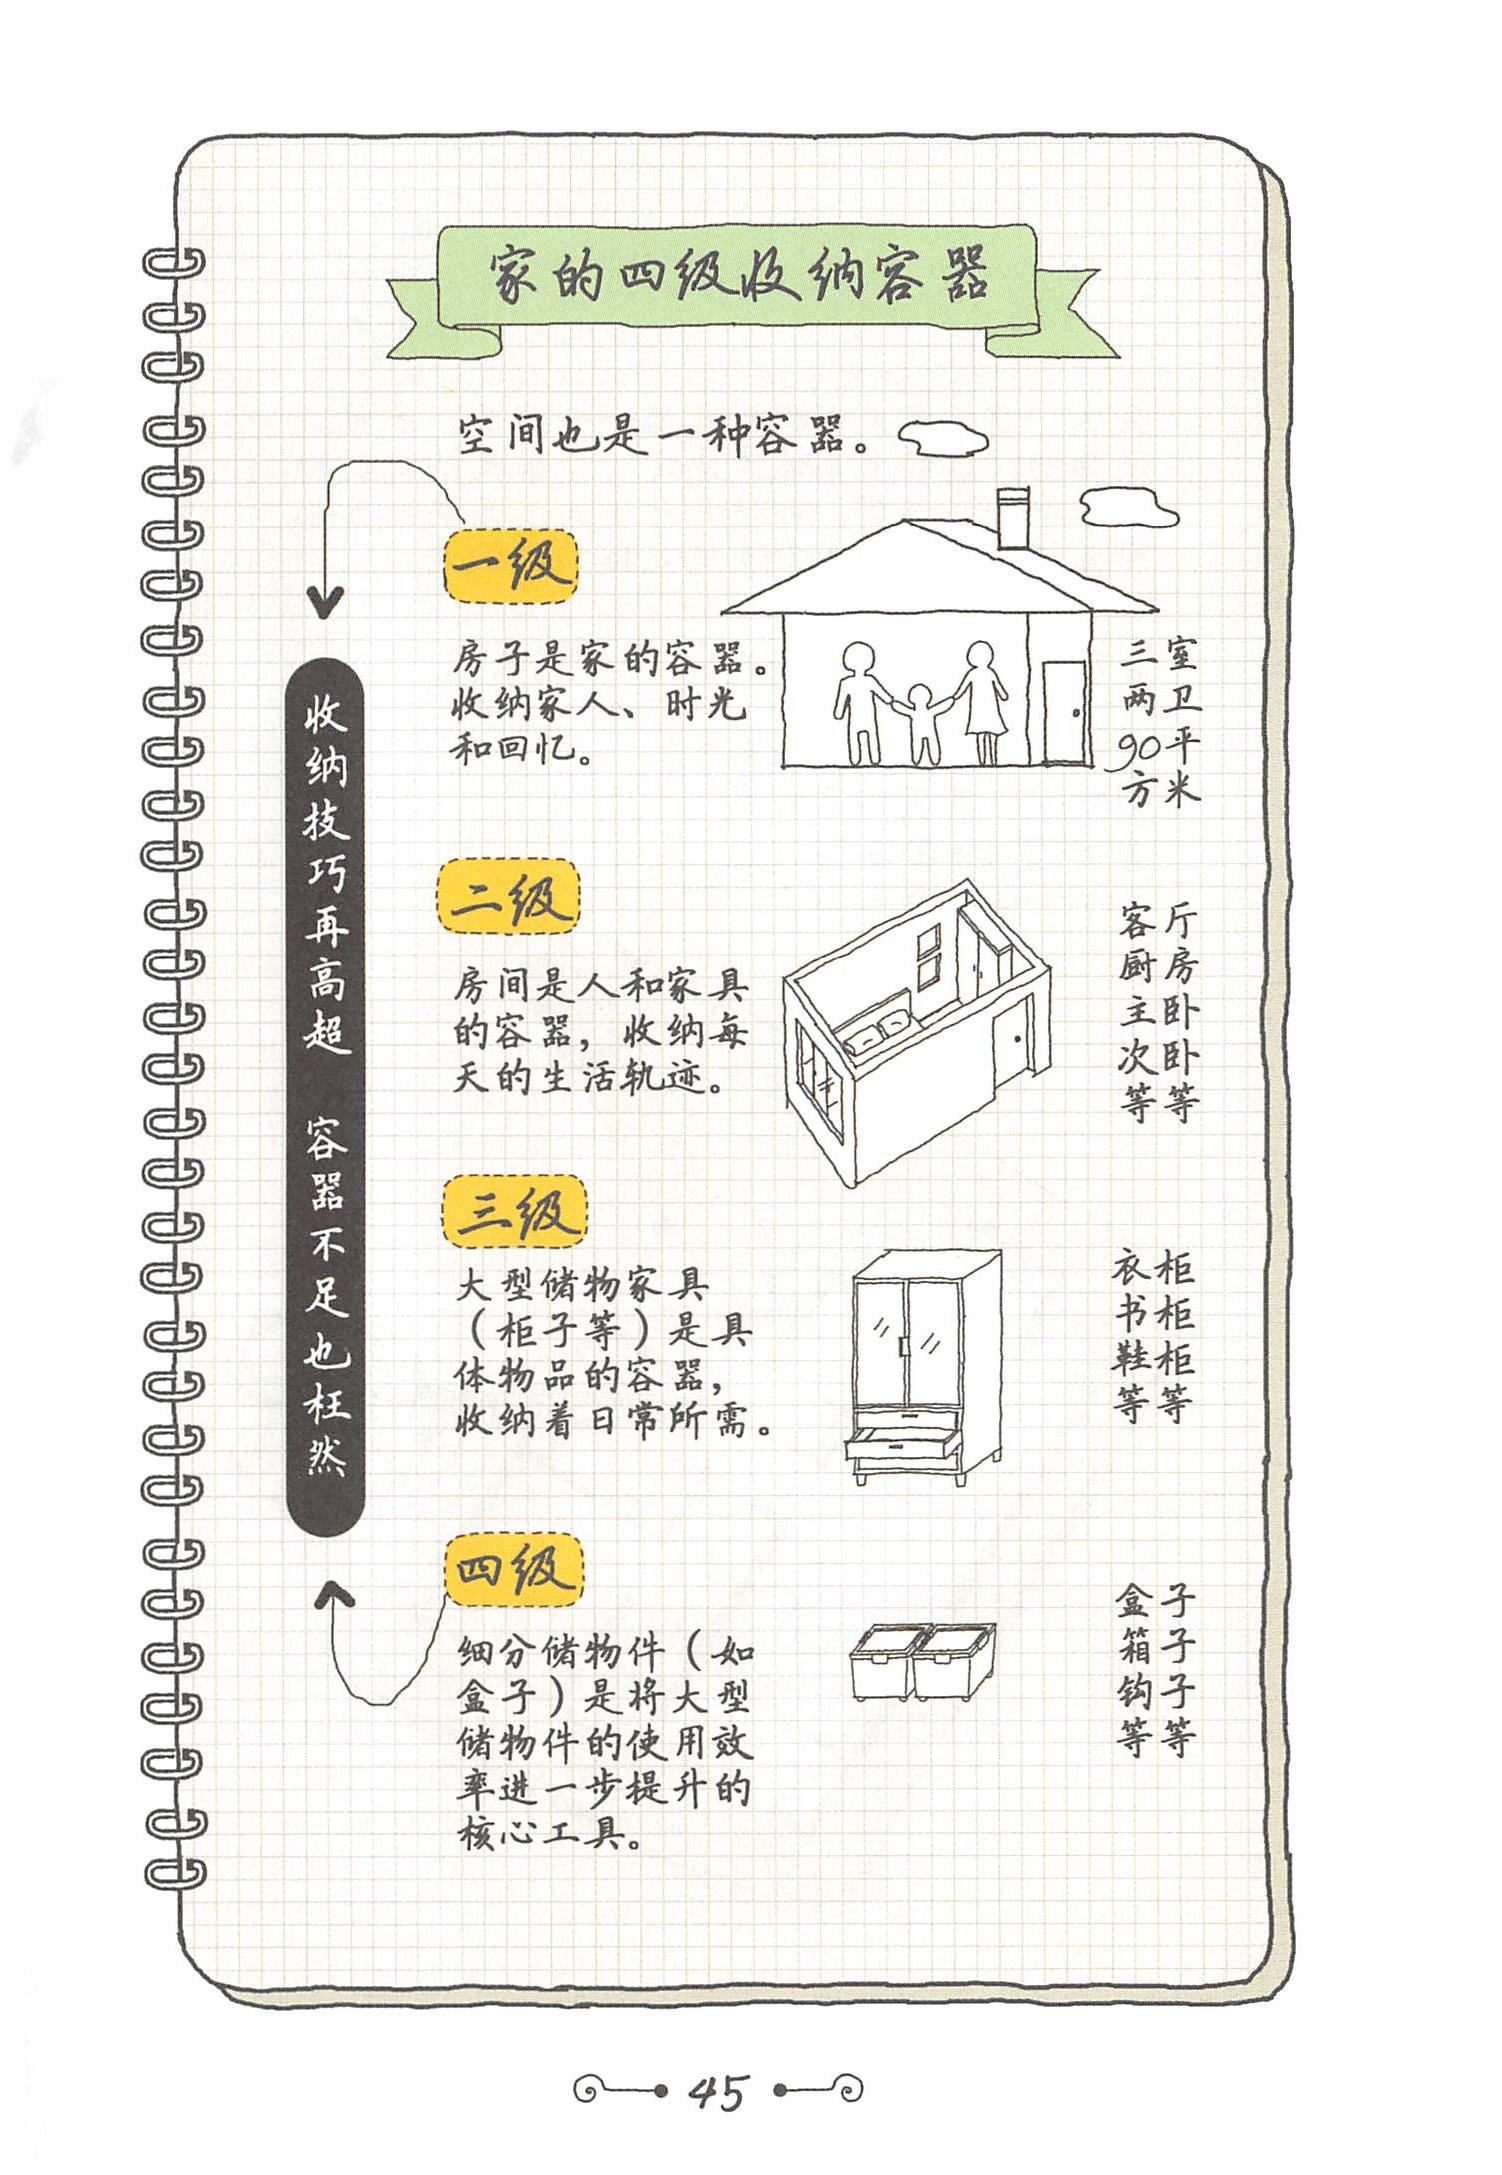 家的四级收纳容器
空间也是一种容器。
收纳技巧再高超 容器不足也枉然
一级
房子是家的容器。
收纳家人、时光
和回忆。
三室
两卫
90平
方米
二级
房间是人和家具
的容器，收纳每
天的生活轨迹。
客厅
厨房
主卧
次卧
等等
三级
大型储物家具
（柜子等）是具
体物品的容器，
收纳着日常所需。
衣柜
书柜
鞋柜
等等
四级
细分储物件（如
盒子）是将大型
储物件的使用效
率进一步提升的
核心工具。
盒子
箱子
钩子
等等
45